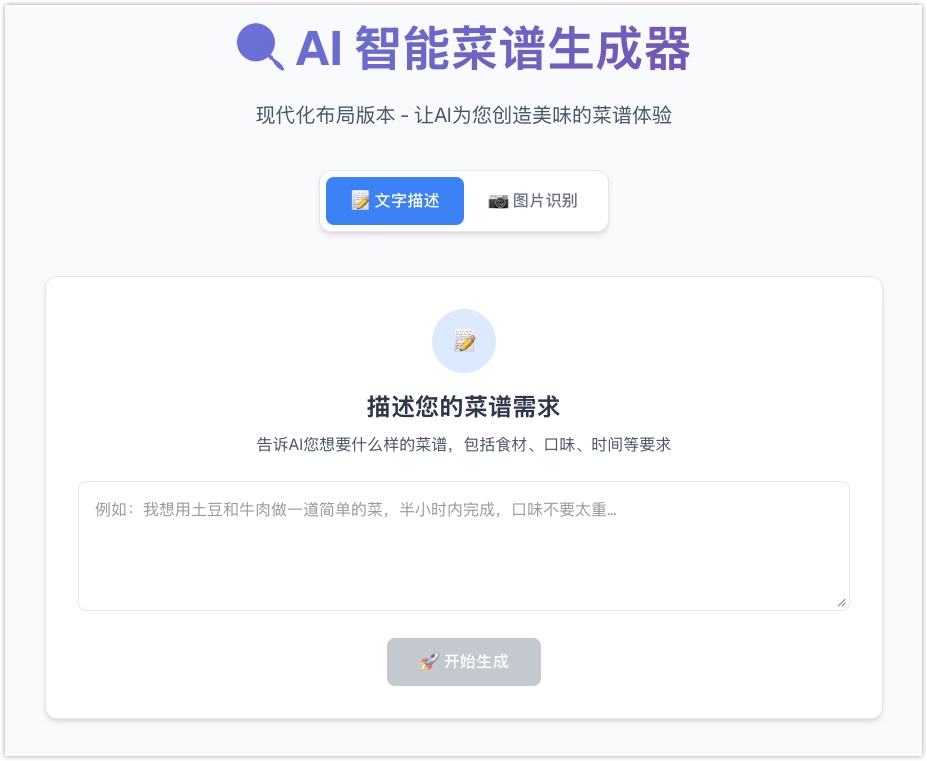 AI 智能菜谱生成器
现代化布局版本 - 让AI为您创造美味的菜谱体验
文字描述
图片识别
描述您的菜谱需求
告诉AI您想要什么样的菜谱，包括食材、口味、时间等要求
例如：我想用土豆和牛肉做一道简单的菜，半小时内完成，口味不要太重...
开始生成